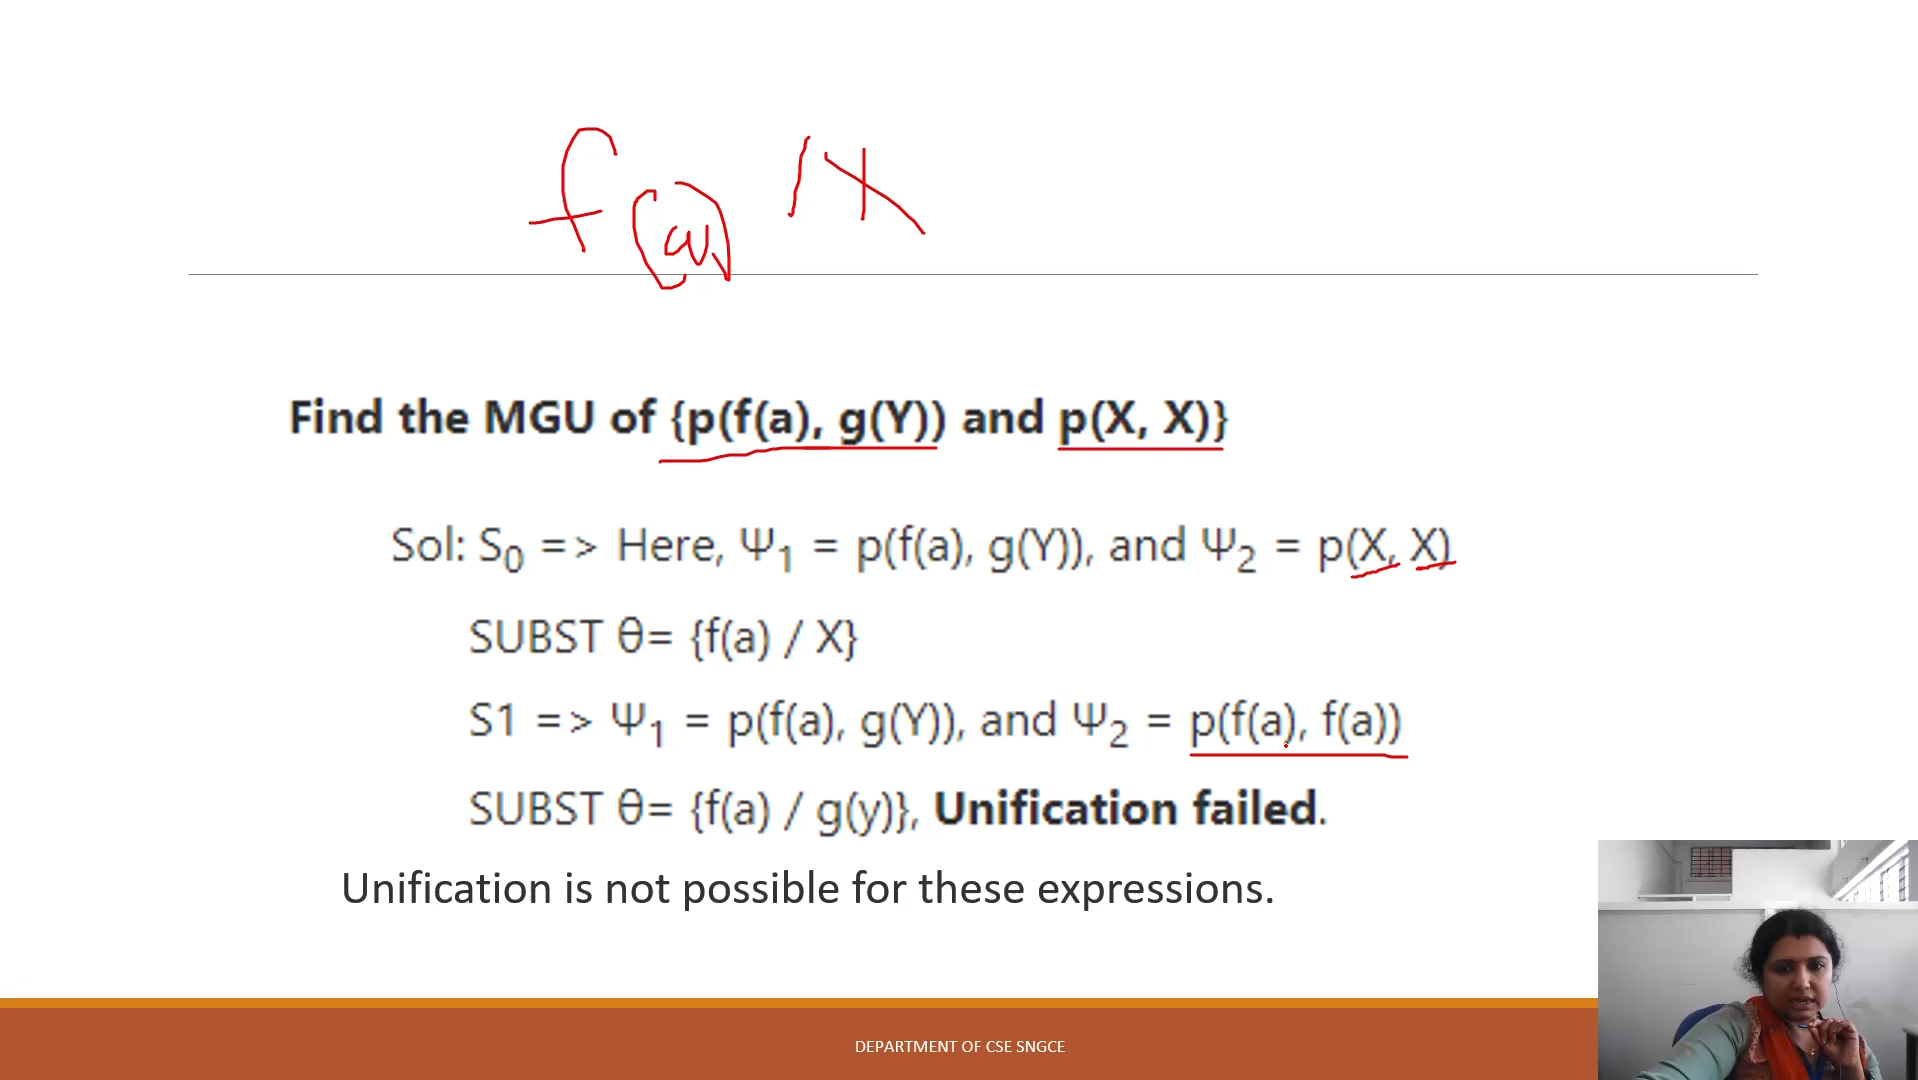 f(a) /X
Find the MGU of {p(f(a), g(Y)) and p(X, X)}
Sol: S₀ => Here, Ψ₁ = p(f(a), g(Y)), and Ψ₂ = p(X, X)
SUBST θ= {f(a) / X}
S1 => Ψ₁ = p(f(a), g(Y)), and Ψ₂ = p(f(a), f(a))
SUBST θ= {f(a) / g(y)}, Unification failed.
Unification is not possible for these expressions.
DEPARTMENT OF CSE SNGCE